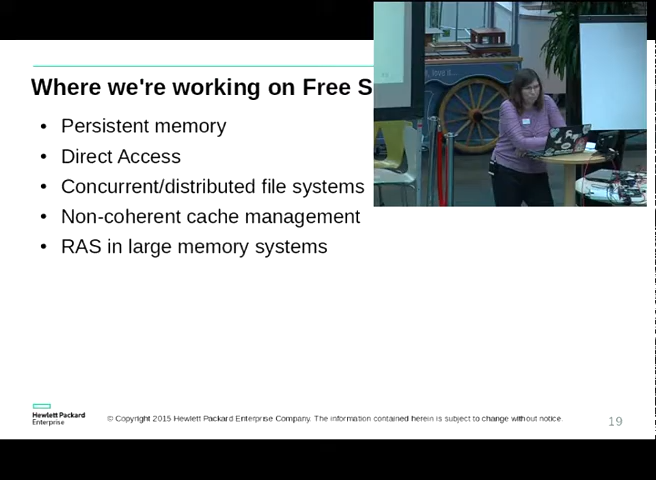 Where we're working on Free S
• Persistent memory
• Direct Access
• Concurrent/distributed file systems
• Non-coherent cache management
• RAS in large memory systems
Hewlett Packard
Enterprise
© Copyright 2015 Hewlett Packard Enterprise Company. The information contained herein is subject to change without notice.
19